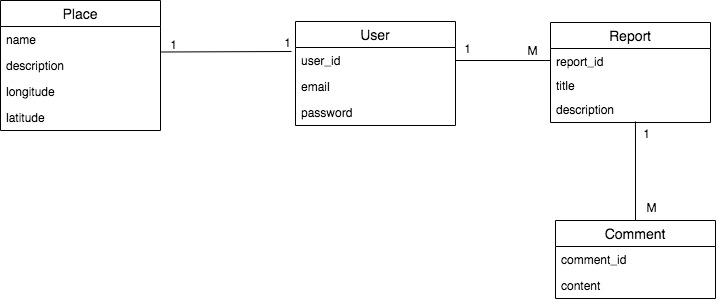 Place
name
description
longitude
latitude
1
1
User
user_id
email
password
1
M
Report
report_id
title
description
1
M
Comment
comment_id
content